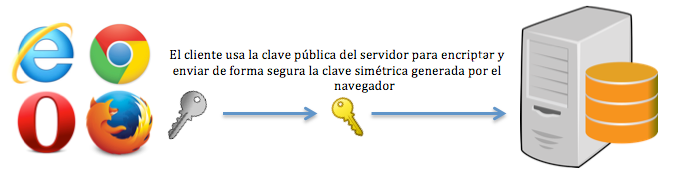 El cliente usa la clave pública del servidor para encriptar y
enviar de forma segura la clave simétrica generada por el
navegador